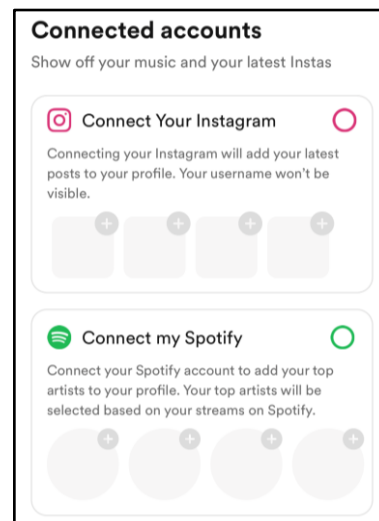 Connected accounts
Show off your music and your latest Instas
Connect Your Instagram
Connecting your Instagram will add your latest
posts to your profile. Your username won't be
visible.
Connect my Spotify
Connect your Spotify account to add your top
artists to your profile. Your top artists will be
selected based on your streams on Spotify.